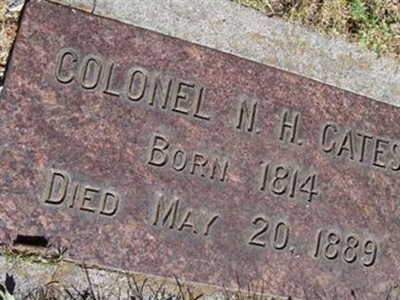 COLONEL N. H. GATES
BORN 1814
DIED MAY 20. 1889